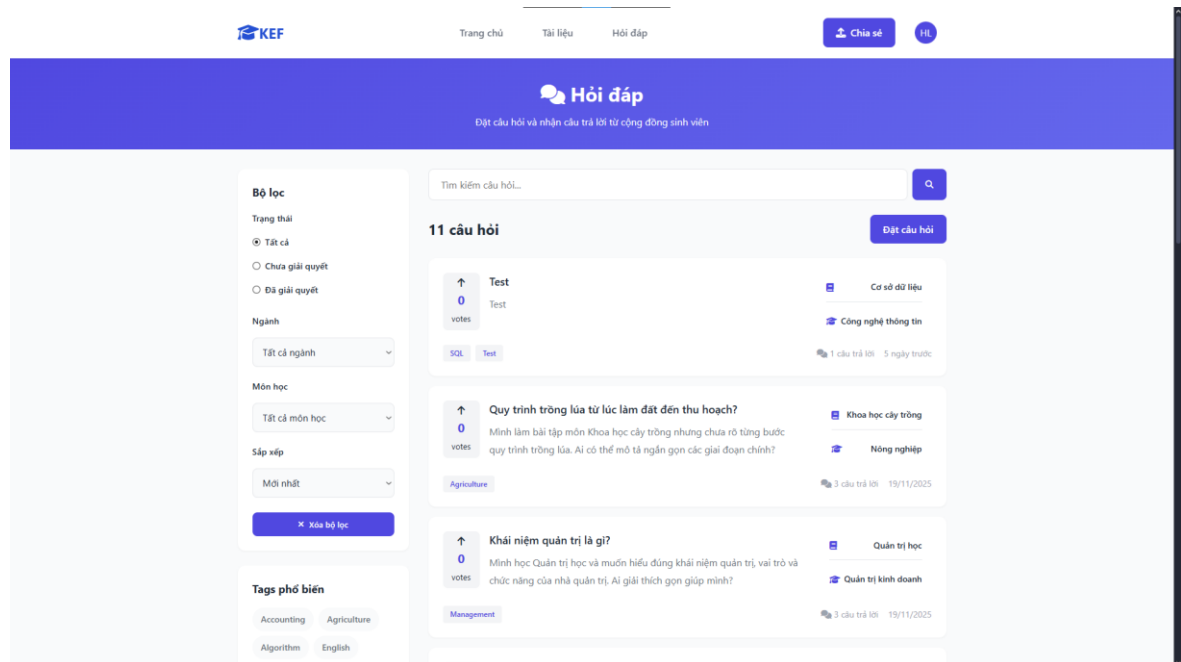 KEF
Trang chủ
Tài liệu
Hỏi đáp
Chia sẻ
HL
Hỏi đáp
Đặt câu hỏi và nhận câu trả lời từ cộng đồng sinh viên
Bộ lọc
Trạng thái
Tất cả
Chưa giải quyết
Đã giải quyết
Ngành
Tất cả ngành
Môn học
Tất cả môn học
Sắp xếp
Mới nhất
Xóa bộ lọc
Tags phổ biến
Accounting
Agriculture
Algorithm
English
Tìm kiếm câu hỏi...
11 câu hỏi
Đặt câu hỏi
0
votes
Test
Test
SQL
Test
Cơ sở dữ liệu
Công nghệ thông tin
1 câu trả lời
5 ngày trước
0
votes
Quy trình trồng lúa từ lúc làm đất đến thu hoạch?
Mình làm bài tập môn Khoa học cây trồng nhưng chưa rõ từng bước
quy trình trồng lúa. Ai có thể mô tả ngắn gọn các giai đoạn chính?
Agriculture
Khoa học cây trồng
Nông nghiệp
3 câu trả lời
19/11/2025
0
votes
Khái niệm quản trị là gì?
Mình học Quản trị học và muốn hiểu đúng khái niệm quản trị, vai trò và
chức năng của nhà quản trị. Ai giải thích gọn giúp mình?
Management
Quản trị học
Quản trị kinh doanh
3 câu trả lời
19/11/2025